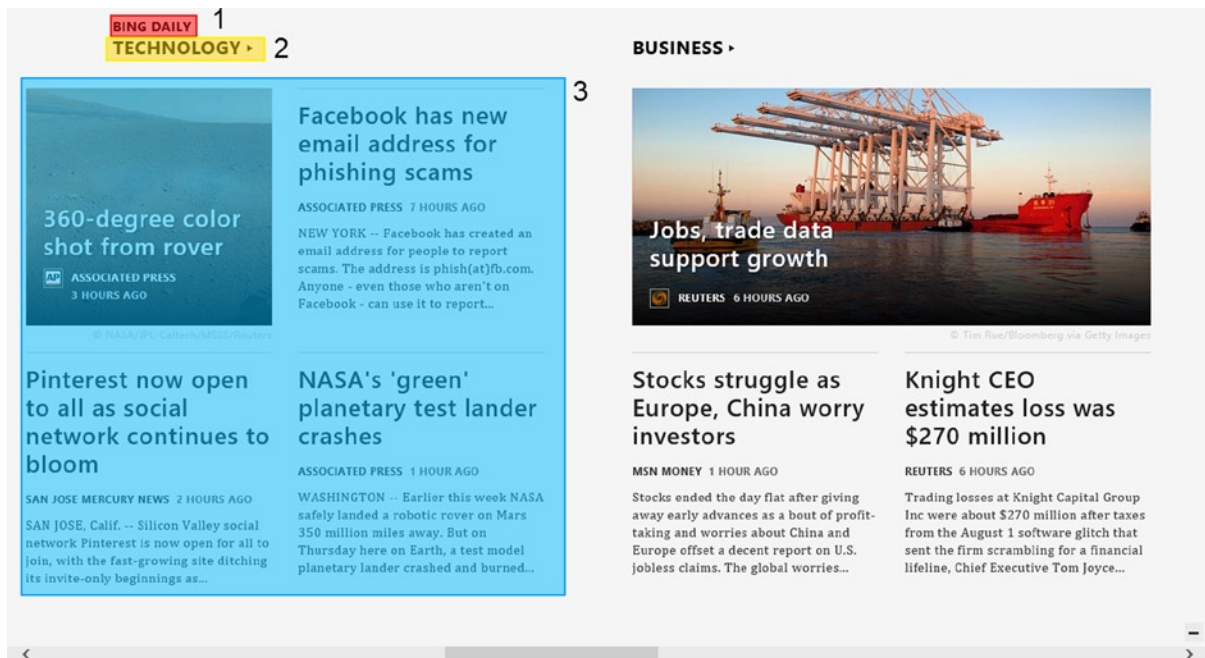 BING DAILY 1
TECHNOLOGY 2
3
360-degree color
shot from rover
AP ASSOCIATED PRESS
3 HOURS AGO
© NASA/JPL-Caltech/MSSS/Reuters
Facebook has new
email address for
phishing scams
ASSOCIATED PRESS 7 HOURS AGO
NEW YORK -- Facebook has created an
email address for people to report
scams. The address is phish(at)fb.com.
Anyone - even those who aren't on
Facebook - can use it to report...
Pinterest now open
to all as social
network continues to
bloom
SAN JOSE MERCURY NEWS 2 HOURS AGO
SAN JOSE, Calif. -- Silicon Valley social
network Pinterest is now open for all to
join, with the fast-growing site ditching
its invite-only beginnings as...
NASA's 'green'
planetary test lander
crashes
ASSOCIATED PRESS 1 HOUR AGO
WASHINGTON -- Earlier this week NASA
safely landed a robotic rover on Mars
350 million miles away. But on
Thursday here on Earth, a test model
planetary lander crashed and burned...
BUSINESS
Jobs, trade data
support growth
REUTERS 6 HOURS AGO
© Tim Rue/Bloomberg via Getty Images
Stocks struggle as
Europe, China worry
investors
MSN MONEY 1 HOUR AGO
Stocks ended the day flat after giving
away early advances as a bout of profit-
taking and worries about China and
Europe offset a decent report on U.S.
jobless claims. The global worries...
Knight CEO
estimates loss was
$270 million
REUTERS 6 HOURS AGO
Trading losses at Knight Capital Group
Inc were about $270 million after taxes
from the August 1 software glitch that
sent the firm scrambling for a financial
lifeline, Chief Executive Tom Joyce...